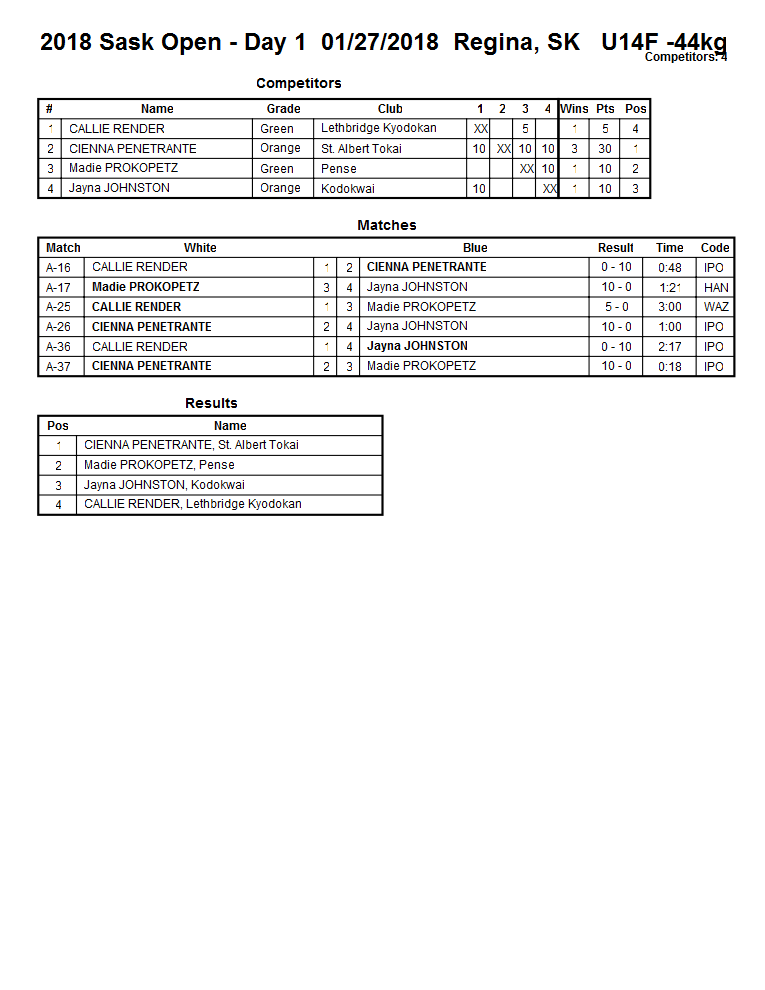 2018 Sask Open - Day 1 01/27/2018 Regina, SK U14F -44kg
Competitors: 4
Competitors
# Name Grade Club 1 2 3 4 Wins Pts Pos
1 CALLIE RENDER Green Lethbridge Kyodokan XX 5 1 5 4
2 CIENNA PENETRANTE Orange St. Albert Tokai 10 XX 10 10 3 30 1
3 Madie PROKOPETZ Green Pense XX 10 1 10 2
4 Jayna JOHNSTON Orange Kodokwai 10 XX 1 10 3
Matches
Match White Blue Result Time Code
A-16 CALLIE RENDER 1 2 CIENNA PENETRANTE 0 - 10 0:48 IPO
A-17 Madie PROKOPETZ 3 4 Jayna JOHNSTON 10 - 0 1:21 HAN
A-25 CALLIE RENDER 1 3 Madie PROKOPETZ 5 - 0 3:00 WAZ
A-26 CIENNA PENETRANTE 2 4 Jayna JOHNSTON 10 - 0 1:00 IPO
A-36 CALLIE RENDER 1 4 Jayna JOHNSTON 0 - 10 2:17 IPO
A-37 CIENNA PENETRANTE 2 3 Madie PROKOPETZ 10 - 0 0:18 IPO
Results
Pos Name
1 CIENNA PENETRANTE, St. Albert Tokai
2 Madie PROKOPETZ, Pense
3 Jayna JOHNSTON, Kodokwai
4 CALLIE RENDER, Lethbridge Kyodokan